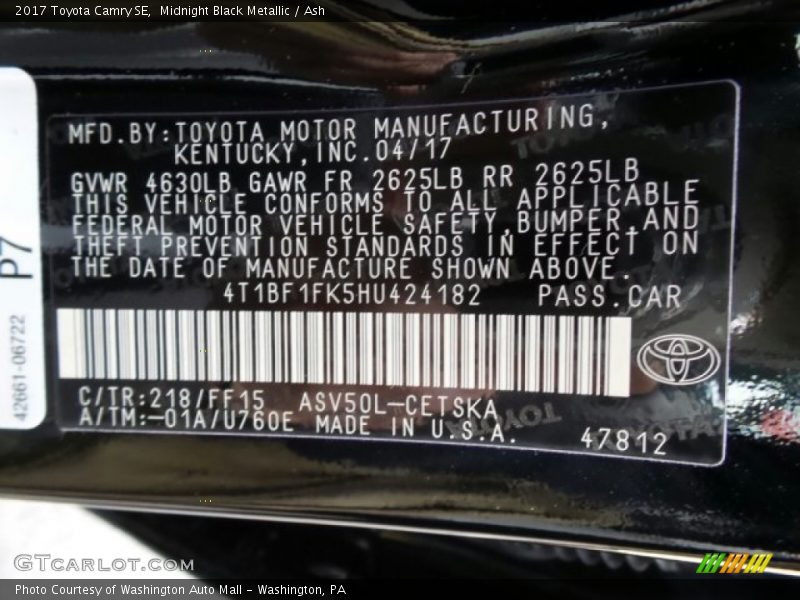 2017 Toyota Camry SE, Midnight Black Metallic / Ash
MFD.BY:TOYOTA MOTOR MANUFACTURING,
KENTUCKY,INC.04/17
GVWR 4630LB GAWR FR 2625LB RR 2625LB
THIS VEHICLE CONFORMS TO ALL APPLICABLE
FEDERAL MOTOR VEHICLE SAFETY,BUMPER,AND
THEFT PREVENTION STANDARDS IN EFFECT ON
THE DATE OF MANUFACTURE SHOWN ABOVE.
4T1BF1FK5HU424182 PASS.CAR
C/TR:218/FF15 ASV50L-CETSKA
A/TM:-01A/U760E MADE IN U.S.A.
47812
P7
42661-06722
GTcarlot.com
Photo Courtesy of Washington Auto Mall - Washington, PA